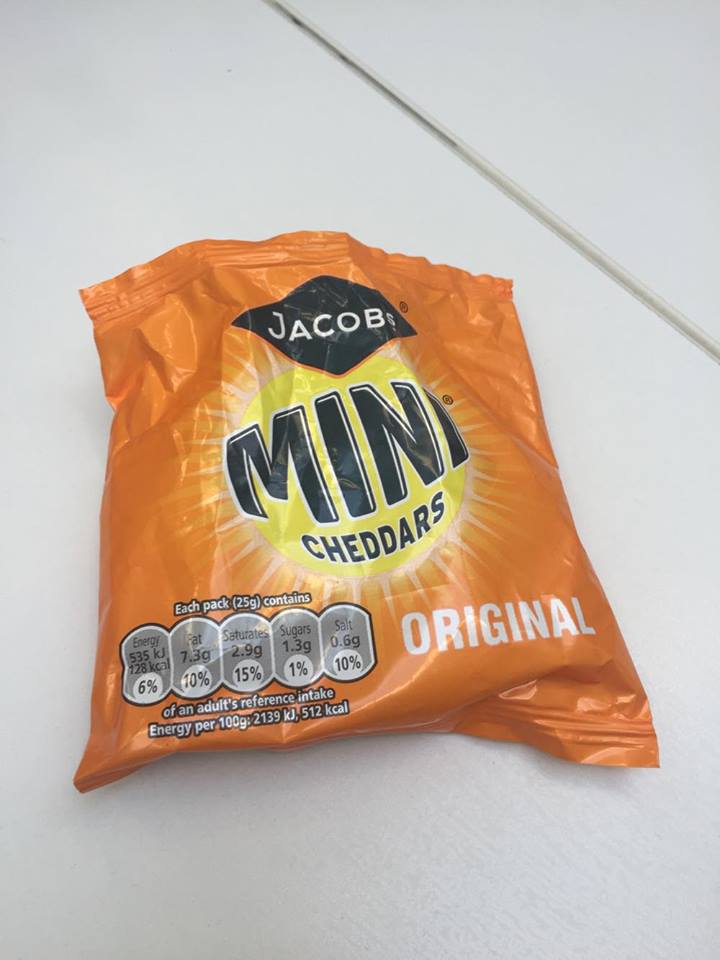 JACOB's®
MINI®
CHEDDARS
ORIGINAL
Each pack (25g) contains
Energy 535 kJ 128 kcal 6%
Fat 7.3g 10%
Saturates 2.9g 15%
Sugars 1.3g 1%
Salt 0.6g 10%
of an adult's reference intake
Energy per 100g: 2139 kJ, 512 kcal